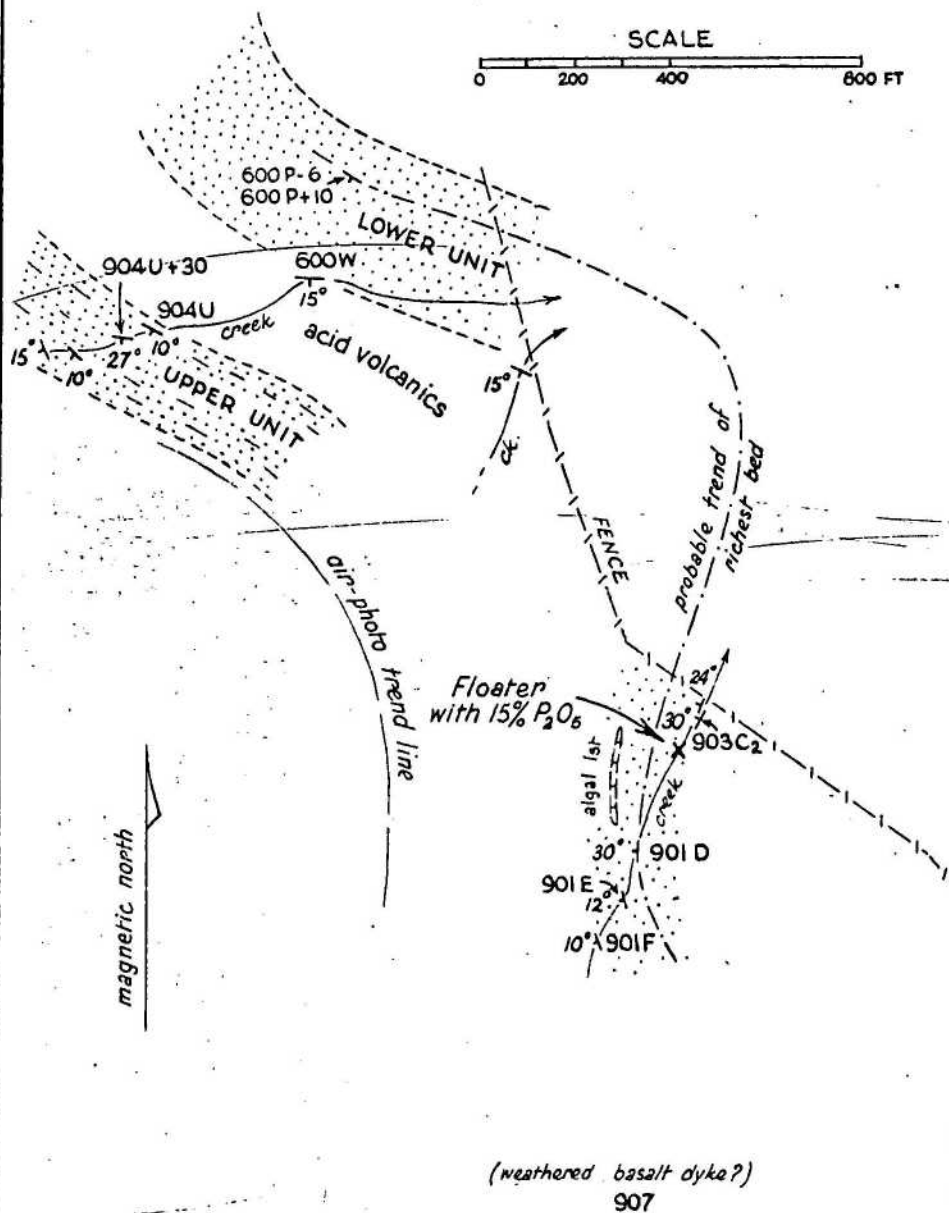 SCALE
0 200 400 800 FT
600 P-6
600 P+10
LOWER UNIT
904U+30
600W
904U
15°
creek
acid volcanics
15°
10°
27°
10°
UPPER UNIT
15°
ck.
FENCE
probable trend of
richest bed
air-photo trend line
Floater
with 15% P₂O₅
24°
30°
903C₂
algal lst
creek
30°
901 D
901E
12°
10°
901F
magnetic north
(weathered basalt dyke?)
907